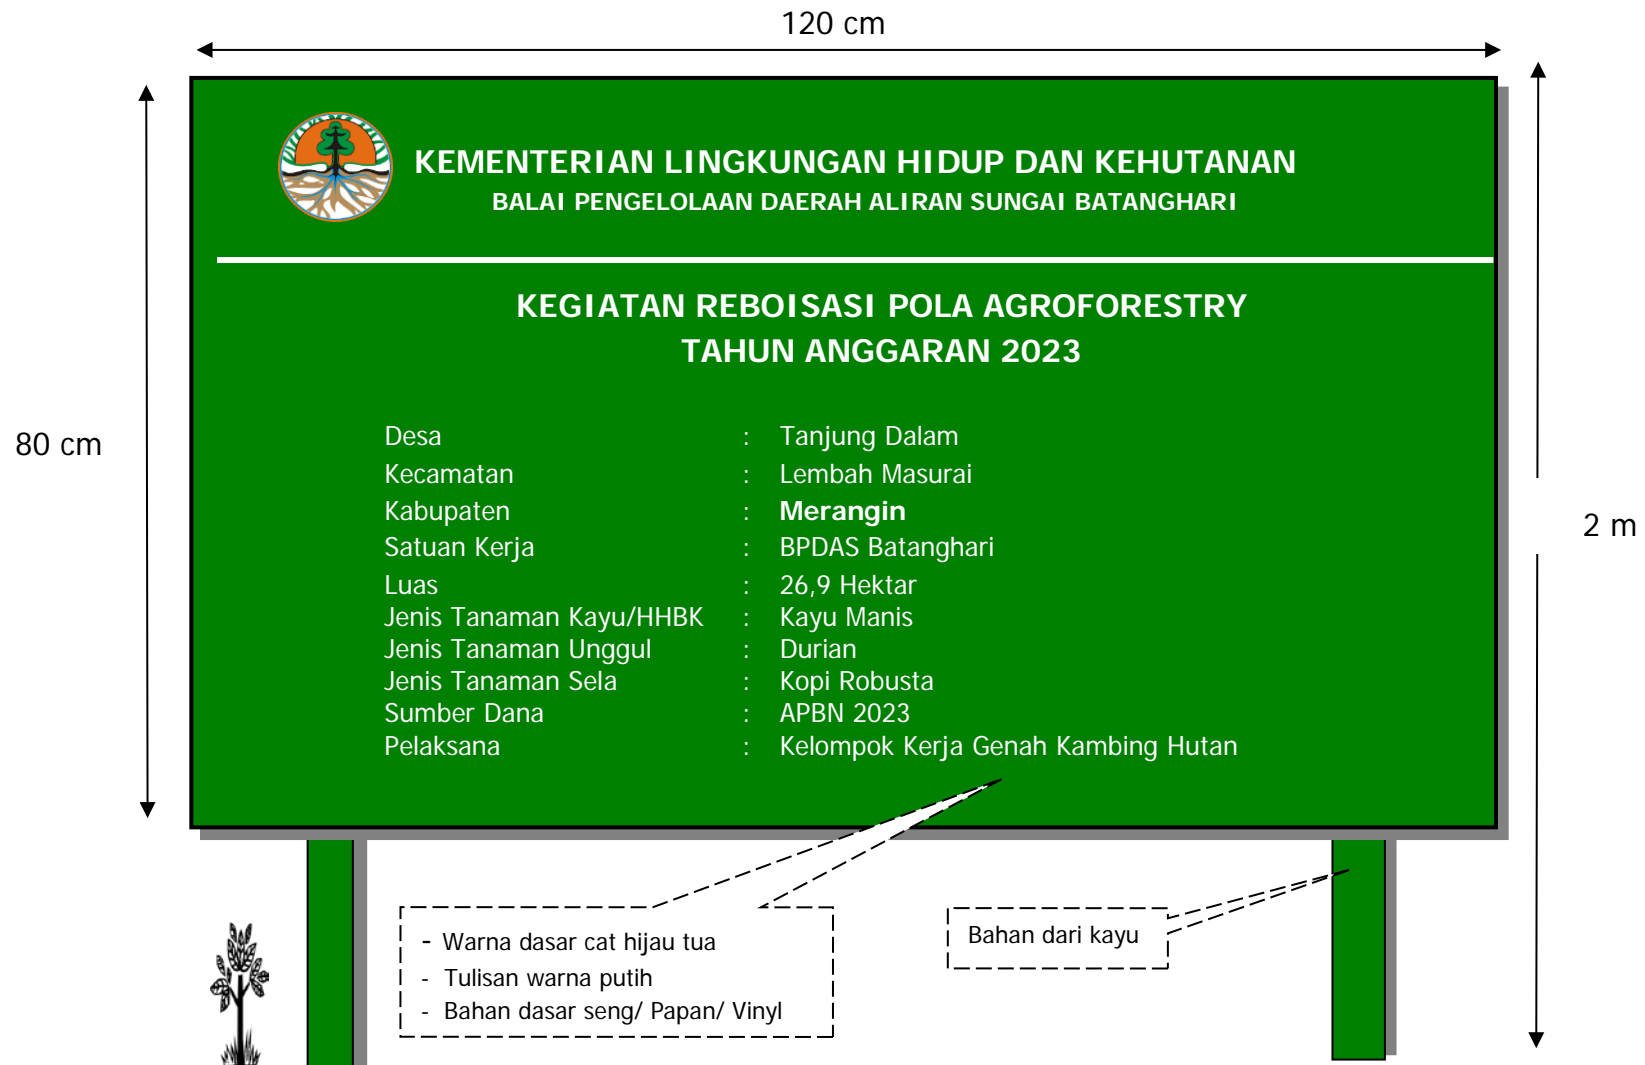 120 cm
KEMENTERIAN LINGKUNGAN HIDUP DAN KEHUTANAN
BALAI PENGELOLAAN DAERAH ALIRAN SUNGAI BATANGHARI
KEGIATAN REBOISASI POLA AGROFORESTRY
TAHUN ANGGARAN 2023
80 cm
2 m
Desa : Tanjung Dalam
Kecamatan : Lembah Masurai
Kabupaten : Merangin
Satuan Kerja : BPDAS Batanghari
Luas : 26,9 Hektar
Jenis Tanaman Kayu/HHBK : Kayu Manis
Jenis Tanaman Unggul : Durian
Jenis Tanaman Sela : Kopi Robusta
Sumber Dana : APBN 2023
Pelaksana : Kelompok Kerja Genah Kambing Hutan
- Warna dasar cat hijau tua
- Tulisan warna putih
- Bahan dasar seng/ Papan/ Vinyl
Bahan dari kayu